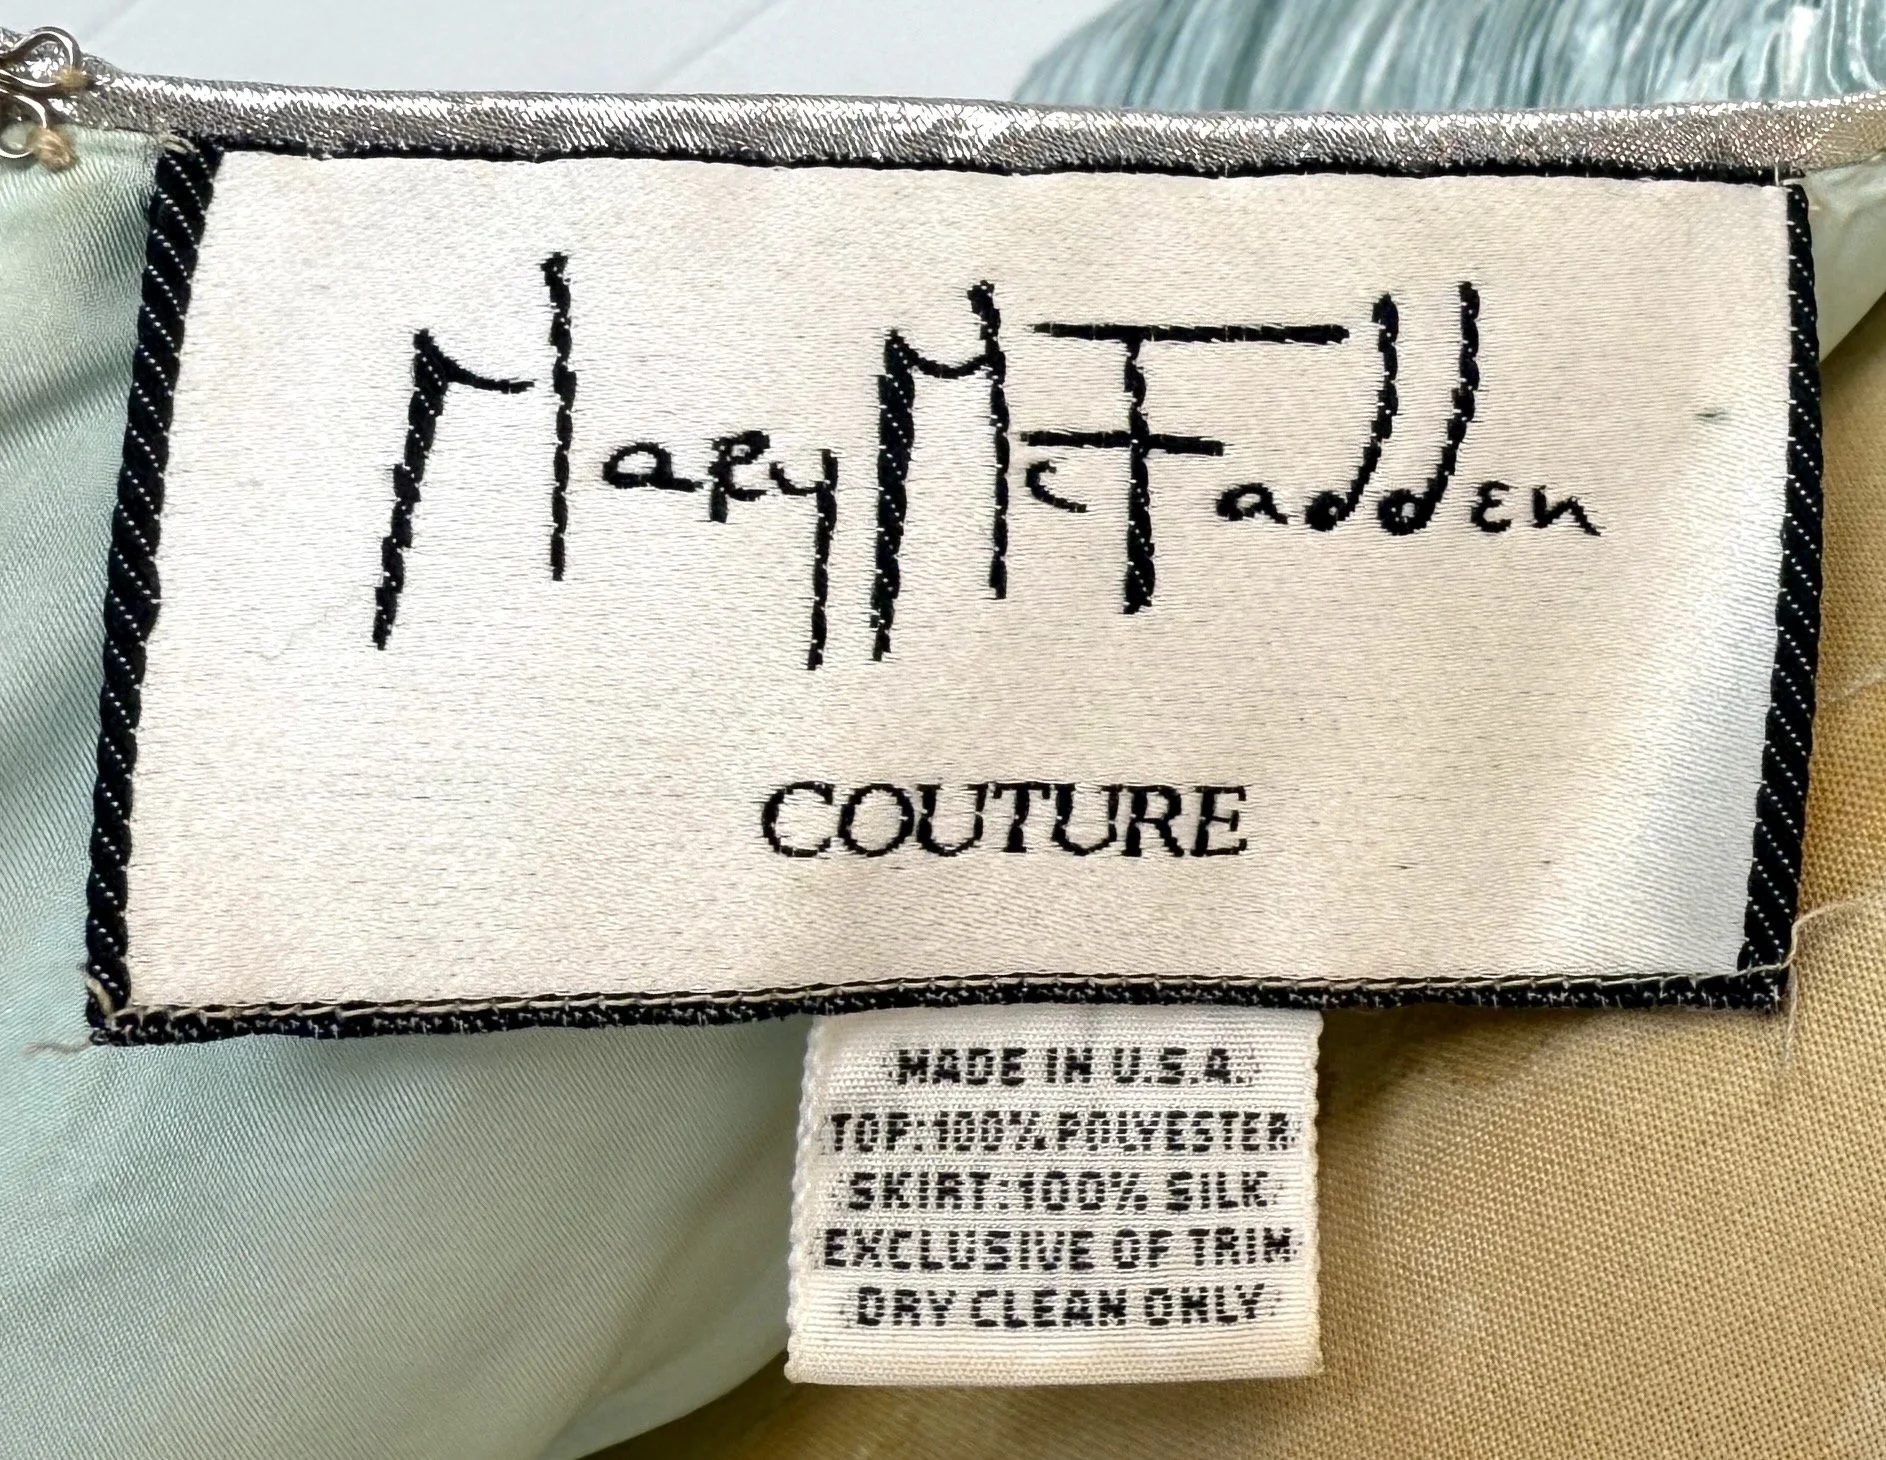 Mary McFadden
COUTURE
MADE IN U.S.A.
TOP:100% POLYESTER
SKIRT:100% SILK
EXCLUSIVE OF TRIM
DRY CLEAN ONLY